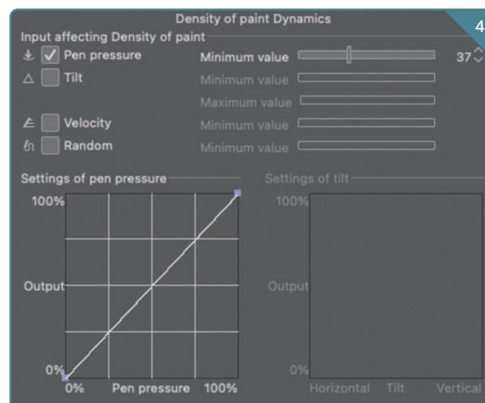 Density of paint Dynamics
4
Input affecting Density of paint
Pen pressure Minimum value 37
Tilt Minimum value
Maximum value
Velocity Minimum value
Random Minimum value
Settings of pen pressure Settings of tilt
100% 100%
Output Output
0% 0%
0% Pen pressure 100% Horizontal Tilt Vertical